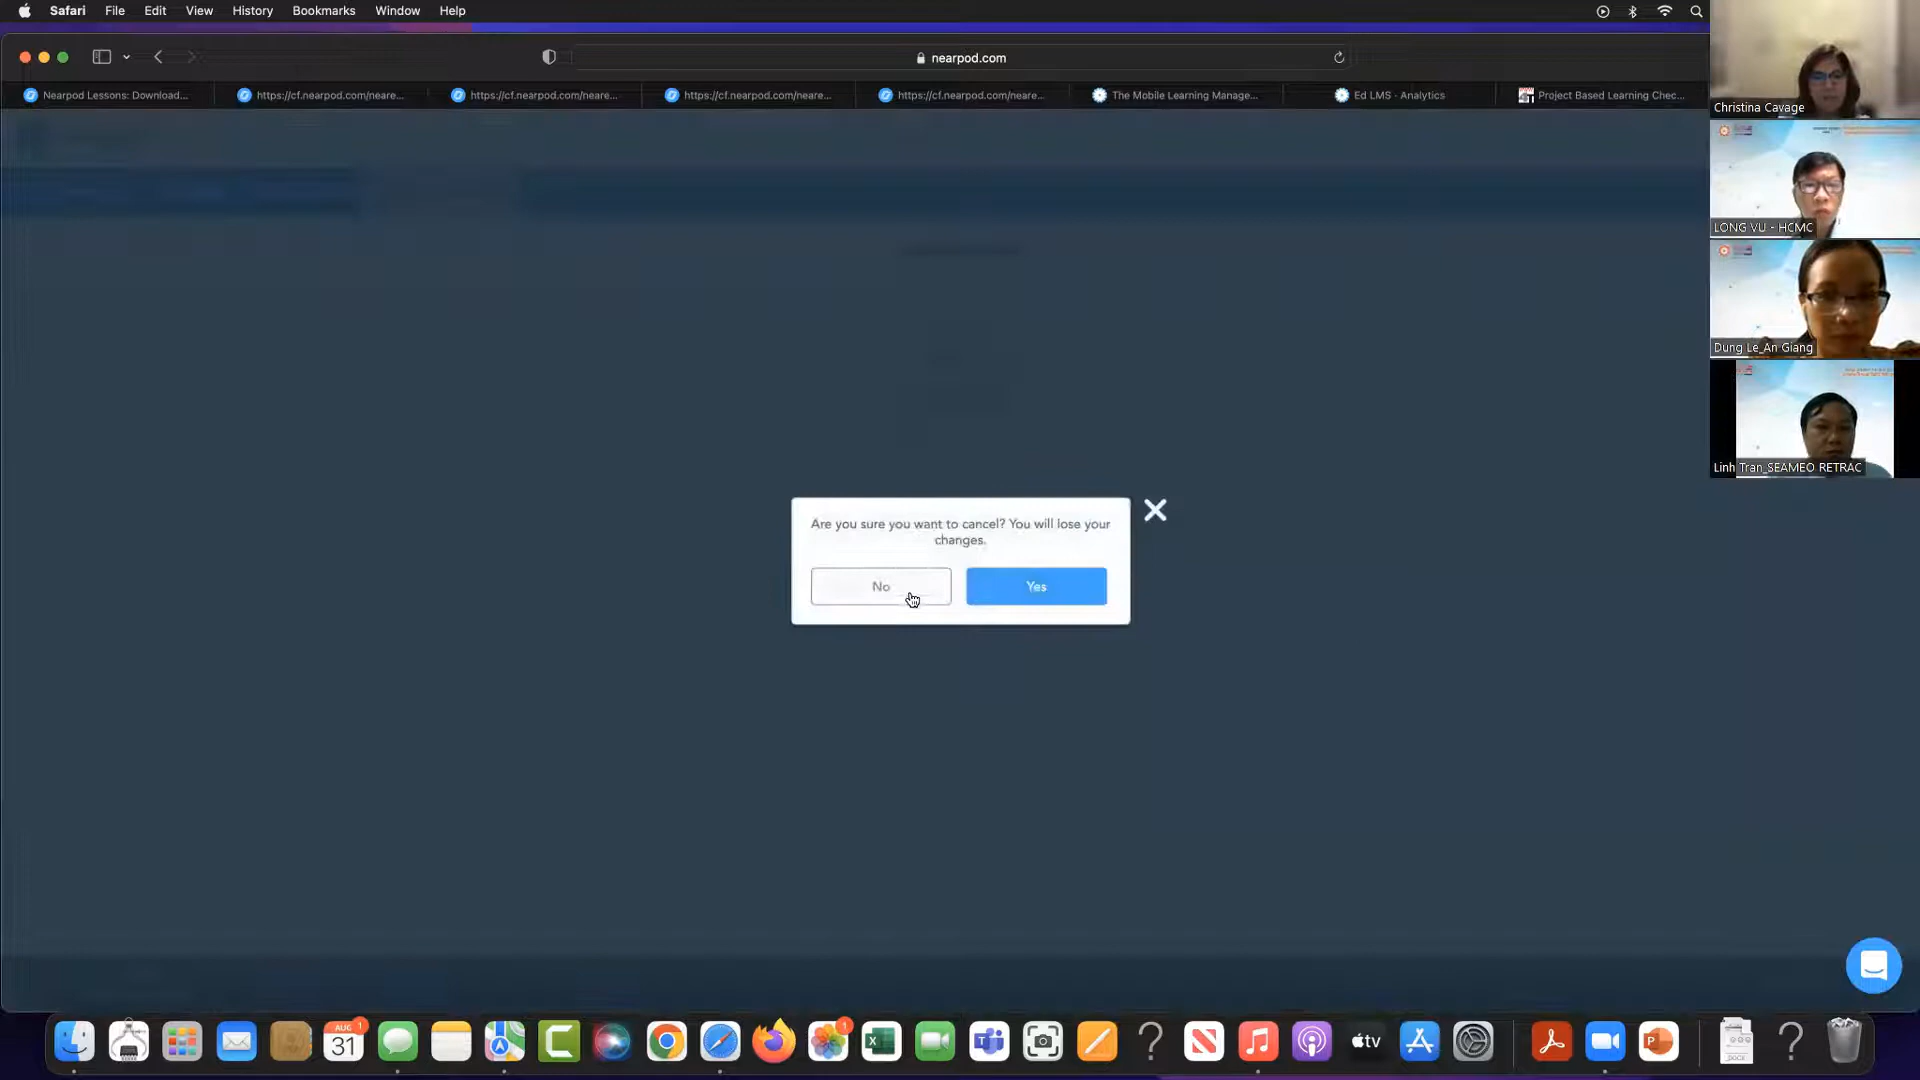 Safari File Edit View History Bookmarks Window Help
nearpod.com
Nearpod Lessons: Download... https://cf.nearpod.com/neare... https://cf.nearpod.com/neare... https://cf.nearpod.com/neare... https://cf.nearpod.com/neare... The Mobile Learning Manage... Ed LMS - Analytics Project Based Learning Chec...
Christina Cavage
LONG VU - HCMC
Dung Le_An Giang
Linh Tran_SEAMEO RETRAC
Are you sure you want to cancel? You will lose your
changes.
No Yes
AUG 1
31
1
tv